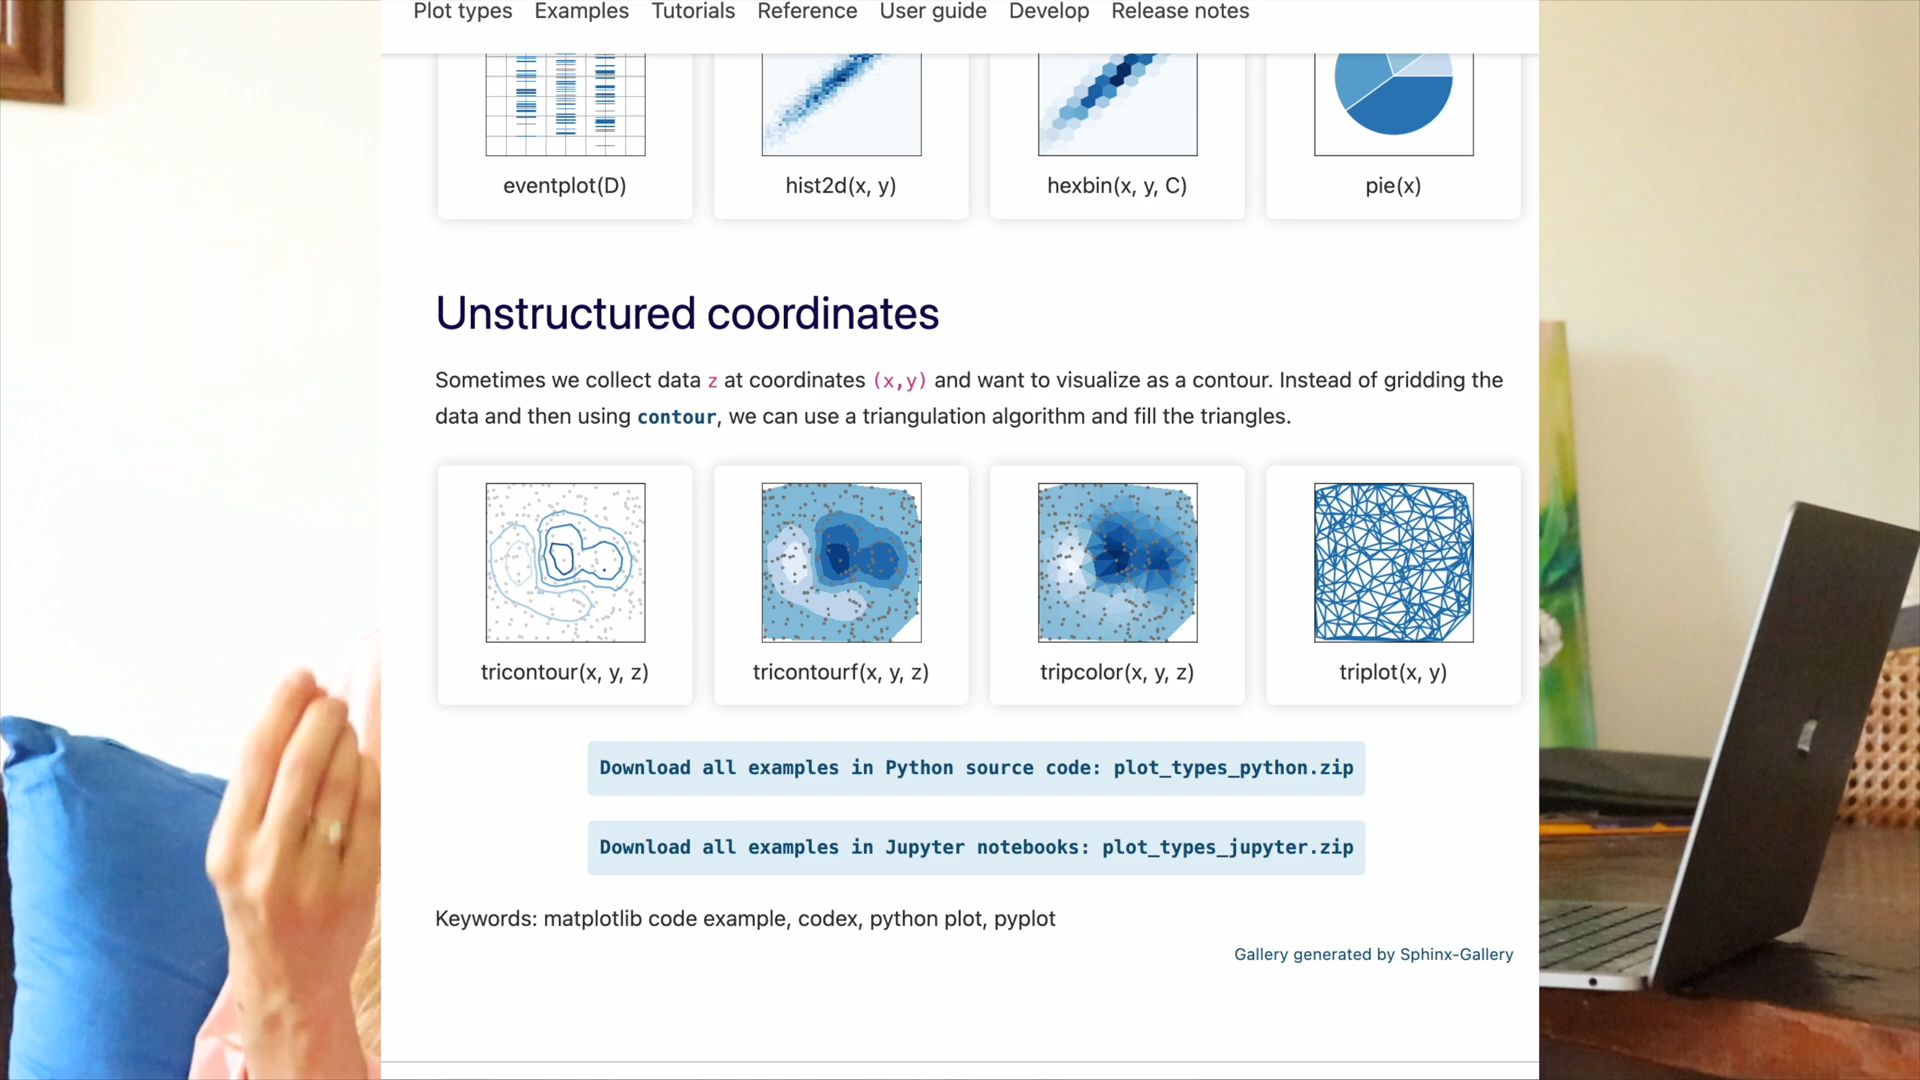 Plot types Examples Tutorials Reference User guide Develop Release notes
eventplot(D) hist2d(x, y) hexbin(x, y, C) pie(x)
Unstructured coordinates
Sometimes we collect data z at coordinates (x,y) and want to visualize as a contour. Instead of gridding the
data and then using contour, we can use a triangulation algorithm and fill the triangles.
tricontour(x, y, z) tricontourf(x, y, z) tripcolor(x, y, z) triplot(x, y)
Download all examples in Python source code: plot_types_python.zip
Download all examples in Jupyter notebooks: plot_types_jupyter.zip
Keywords: matplotlib code example, codex, python plot, pyplot
Gallery generated by Sphinx-Gallery